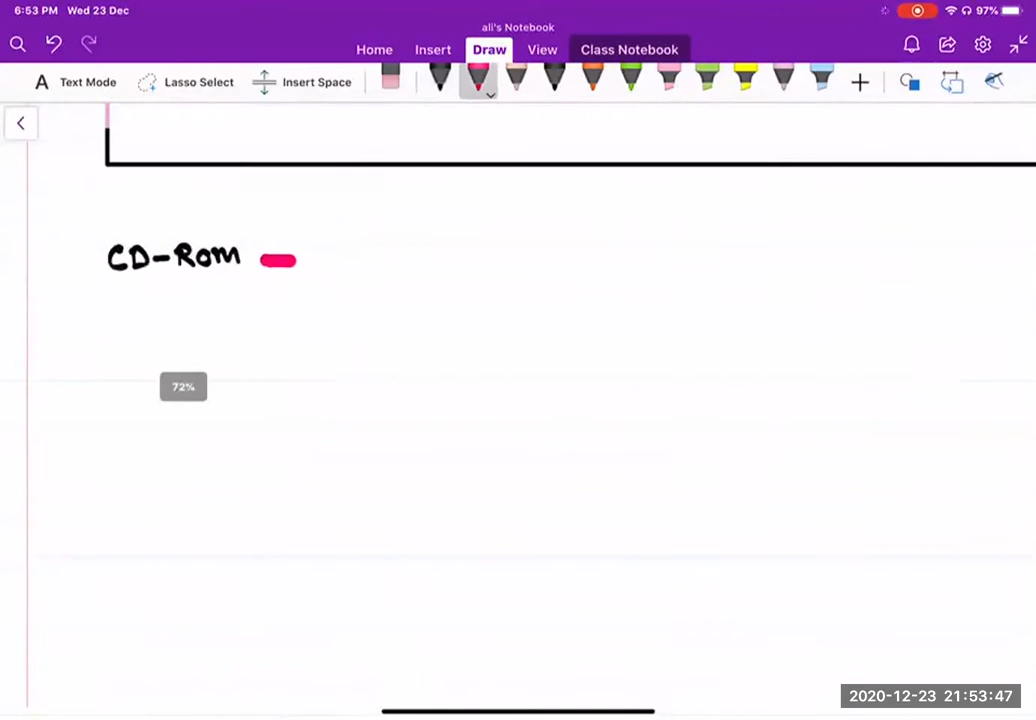 6:53 PM Wed 23 Dec 97%
ali's Notebook
Home Insert Draw View Class Notebook
A Text Mode Lasso Select Insert Space
CD-Rom
72%
2020-12-23 21:53:47